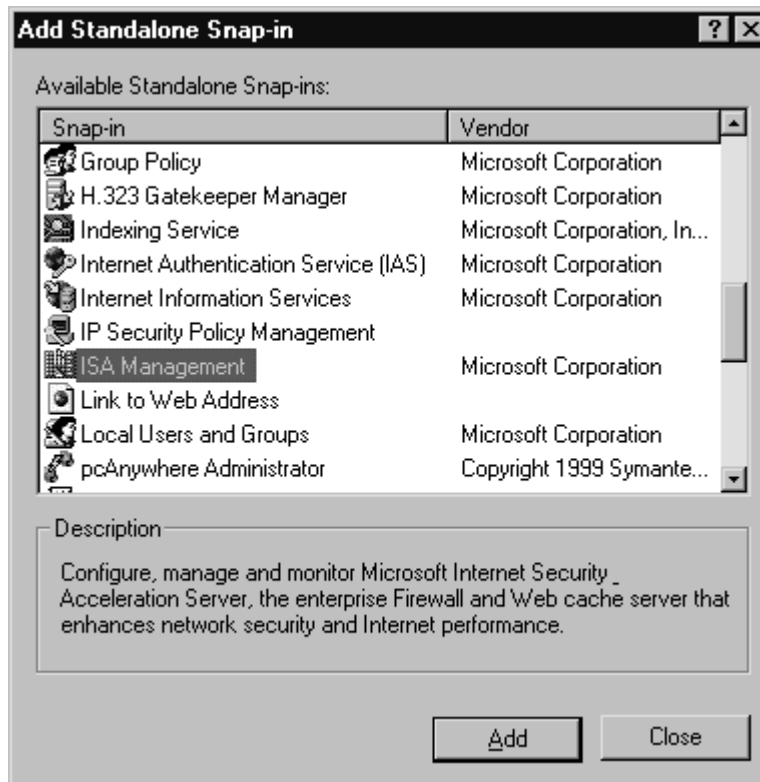 Add Standalone Snap-in
Available Standalone Snap-ins:
Snap-in Vendor
Group Policy Microsoft Corporation
H.323 Gatekeeper Manager Microsoft Corporation
Indexing Service Microsoft Corporation, In...
Internet Authentication Service (IAS) Microsoft Corporation
Internet Information Services Microsoft Corporation
IP Security Policy Management
ISA Management Microsoft Corporation
Link to Web Address
Local Users and Groups Microsoft Corporation
pcAnywhere Administrator Copyright 1999 Symante...
Description
Configure, manage and monitor Microsoft Internet Security _
Acceleration Server, the enterprise Firewall and Web cache server that
enhances network security and Internet performance.
Add Close